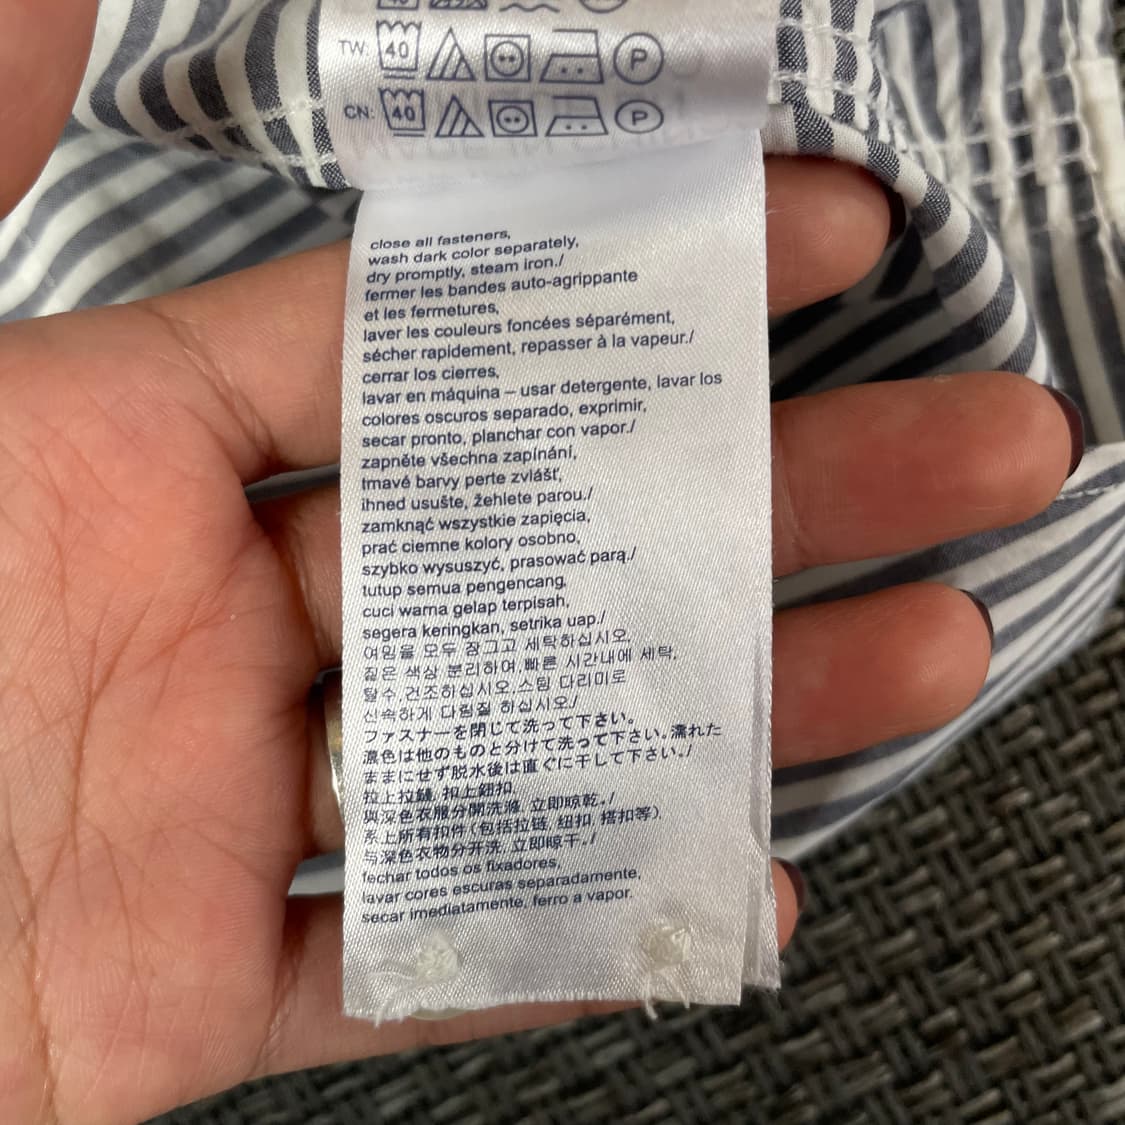 40
TW: 40 P
CN: 40 P
close all fasteners,
wash dark color separately,
dry promptly, steam iron./
fermer les bandes auto-agrippante
et les fermetures,
laver les couleurs foncées séparément,
sécher rapidement, repasser à la vapeur./
cerrar los cierres,
lavar en máquina – usar detergente, lavar los
colores oscuros separado, exprimir,
secar pronto, planchar con vapor./
zapněte všechna zapínání,
tmavé barvy perte zvlášť,
ihned usušte, žehlete parou./
zamknąć wszystkie zapięcia,
prać ciemne kolory osobno,
szybko wysuszyć, prasować parą./
tutup semua pengencang,
cuci warna gelap terpisah,
segera keringkan, setrika uap./
여밈을 모두 잠그고 세탁하십시오.
짙은 색상 분리하여,빠른 시간내에 세탁,
탈수,건조하십시오.스팀 다리미로
신속하게 다림질 하십시오/
ファスナーを閉じて洗って下さい。
濃色は他のものと分けて洗って下さい。濡れた
ままにせず脱水後は直ぐに干して下さい。/
拉上拉鏈, 扣上鈕扣,
與深色衣服分開洗滌, 立即晾乾。/
系上所有扣件(包括拉链, 纽扣, 搭扣等),
与深色衣物分开洗, 立即晾干。/
fechar todos os fixadores,
lavar cores escuras separadamente,
secar imediatamente, ferro a vapor.